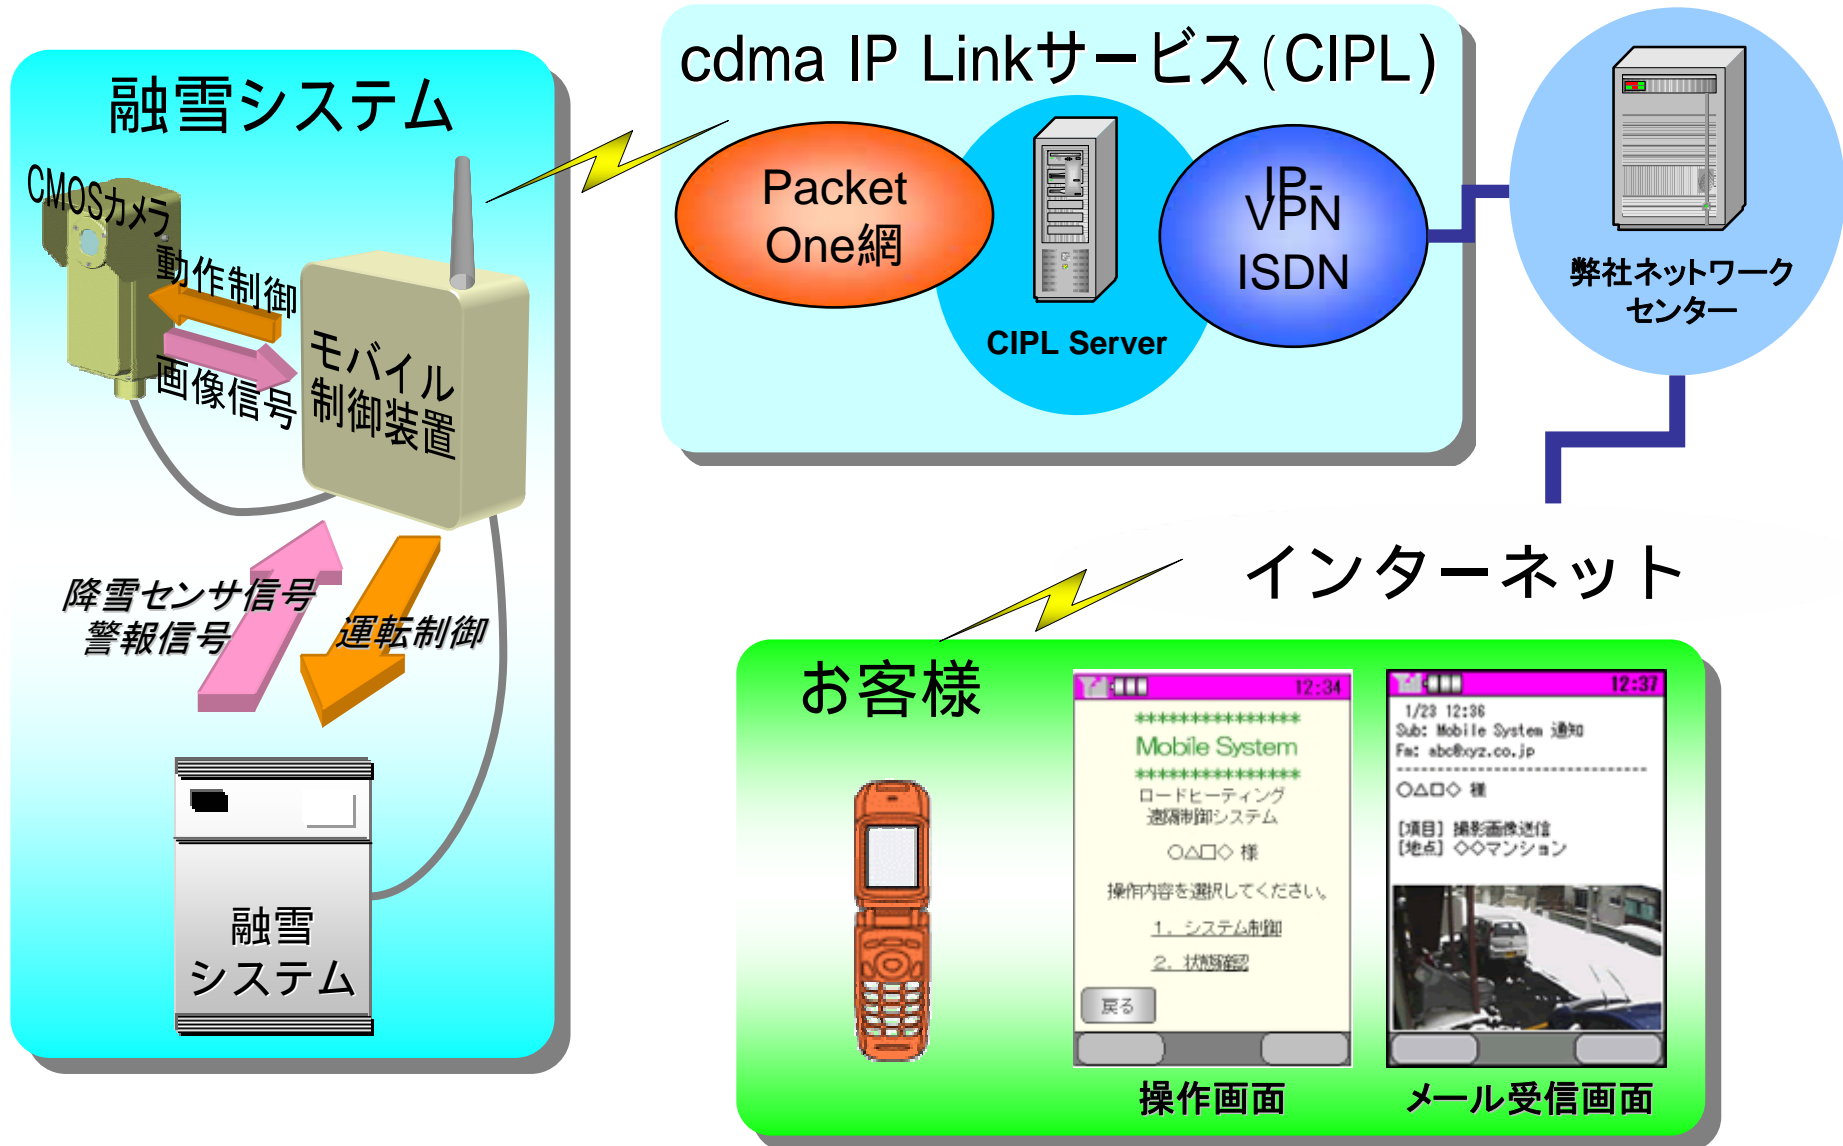 融雪システム
CMOSカメラ
動作制御
画像信号
モバイル
制御装置
降雪センサ信号
警報信号
運転制御
融雪
システム
cdma IP Linkサービス(CIPL)
Packet
One網
CIPL Server
IP-
VPN
ISDN
弊社ネットワーク
センター
インターネット
お客様
12:34
***************
Mobile System
***************
ロードヒーティング
遠隔制御システム
○△□◇ 様
操作内容を選択してください。
1. システム制御
2. 状態確認
戻る
操作画面
12:37
1/23 12:36
Sub: Mobile System 通知
Fm: abc@xyz.co.jp
--------------------------------
○△□◇ 様
[項目] 撮影画像送信
[地点] ◇◇マンション
メール受信画面